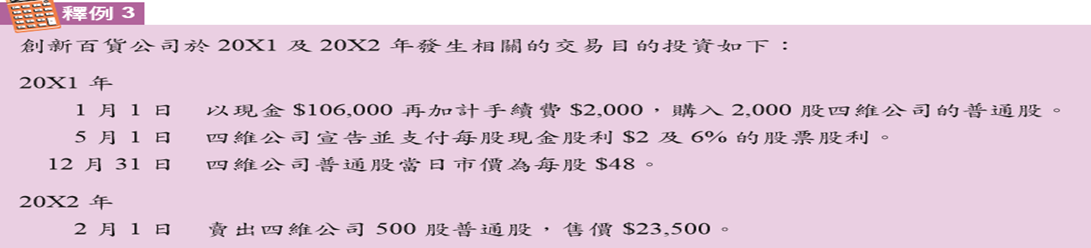 釋例 3
創新百貨公司於 20X1 及 20X2 年發生相關的交易目的投資如下：
20X1 年
1 月 1 日 以現金 $106,000 再加計手續費 $2,000，購入 2,000 股四維公司的普通股。
5 月 1 日 四維公司宣告並支付每股現金股利 $2 及 6% 的股票股利。
12 月 31 日 四維公司普通股當日市價為每股 $48。
20X2 年
2 月 1 日 賣出四維公司 500 股普通股，售價 $23,500。